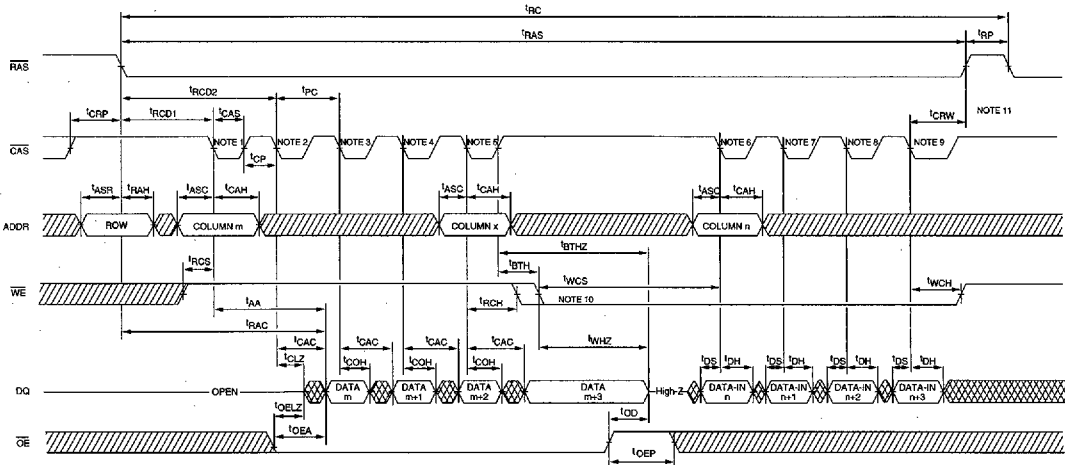 tRC
tRAS
tRP
RAS
tRCD2
tPC
tCRP
tRCD1
tCAS
tCRW
NOTE 11
CAS
NOTE 1
NOTE 2
NOTE 3
NOTE 4
NOTE 5
NOTE 6
NOTE 7
NOTE 8
NOTE 9
tCP
tASR
tRAH
tASC
tCAH
tASC
tCAH
tASC
tCAH
ADDR
ROW
COLUMN m
COLUMN x
COLUMN n
tBTHZ
tRCS
tBTH
tWCS
tWCH
WE
NOTE 10
tAA
tRCH
tRAC
tCAC
tCAC
tCAC
tCAC
tWHZ
tCLZ
tCOH
tCOH
tCOH
tDS
tDH
tDS
tDH
tDS
tDH
tDS
tDH
DQ
OPEN
DATA m
DATA m+1
DATA m+2
DATA m+3
High-Z
DATA-IN n
DATA-IN n+1
DATA-IN n+2
DATA-IN n+3
tOELZ
tOD
tOEA
OE
tOEP